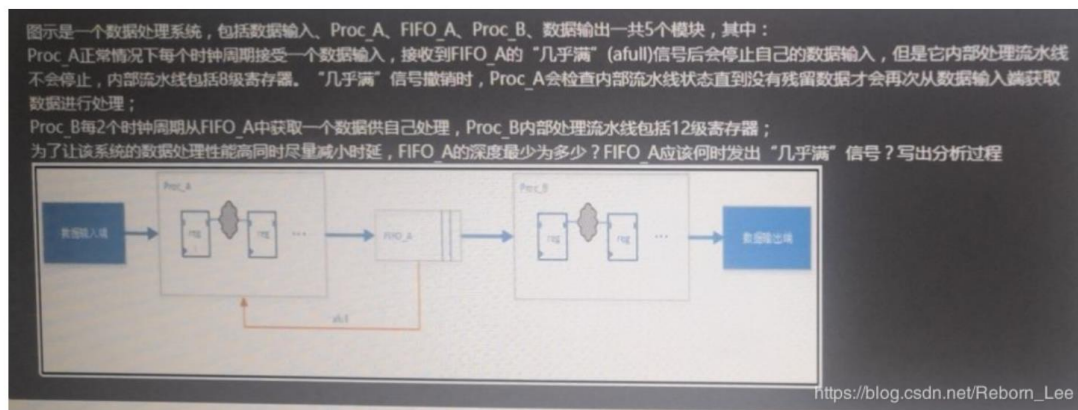 图示是一个数据处理系统，包括数据输入、Proc_A、FIFO_A、Proc_B、数据输出一共5个模块，其中：
Proc_A正常情况下每个时钟周期接受一个数据输入，接收到FIFO_A的“几乎满”(afull)信号后会停止自己的数据输入，但是它内部处理流水线
不会停止，内部流水线包括8级寄存器。“几乎满”信号撤销时，Proc_A会检查内部流水线状态直到没有残留数据才会再次从数据输入端获取
数据进行处理；
Proc_B每2个时钟周期从FIFO_A中获取一个数据供自己处理，Proc_B内部处理流水线包括12级寄存器；
为了让该系统的数据处理性能高同时尽量减小时延，FIFO_A的深度最少为多少？FIFO_A应该何时发出“几乎满”信号？写出分析过程
Proc_A
Proc_B
数据输入端
reg
reg
...
FIFO_A
reg
reg
...
数据输出端
afull
https://blog.csdn.net/Reborn_Lee